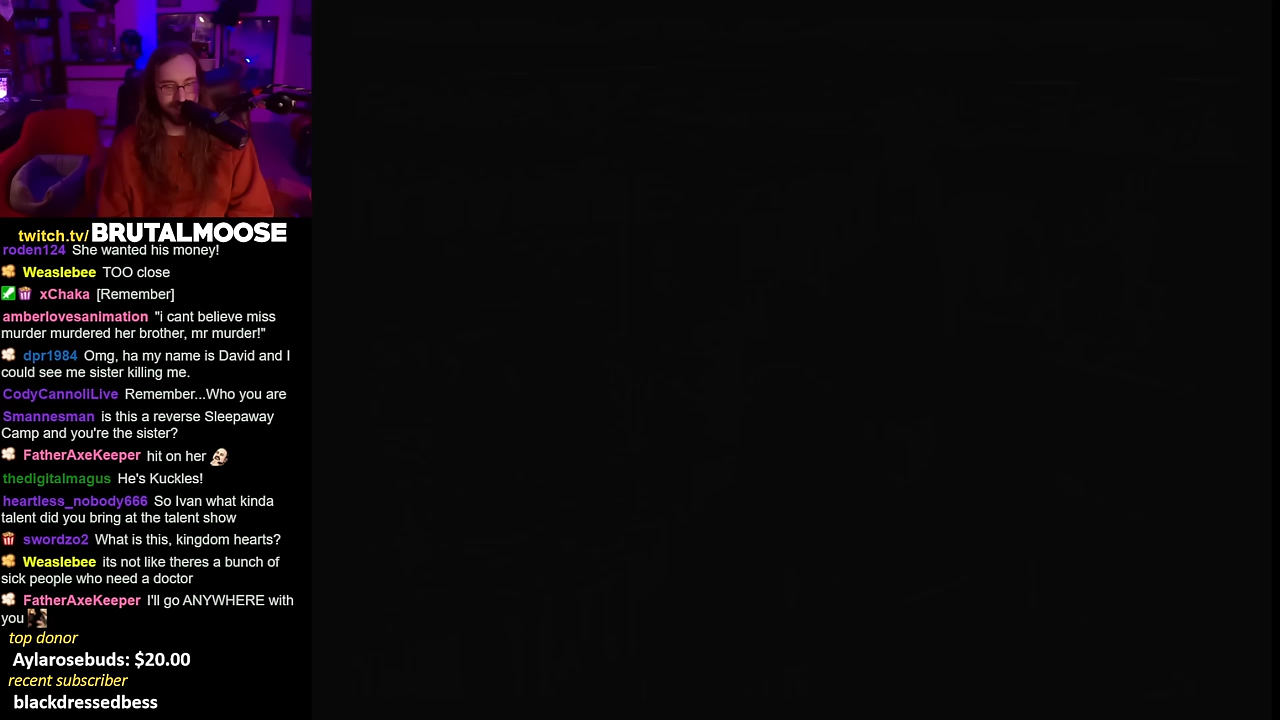 twitch.tv/BRUTALMOOSE
roden124 She wanted his money!
Weaslebee TOO close
xChaka [Remember]
amberlovesanimation "i cant believe miss
murder murdered her brother, mr murder!"
dpr1984 Omg, ha my name is David and I
could see me sister killing me.
CodyCannollLive Remember...Who you are
Smannesman is this a reverse Sleepaway
Camp and you're the sister?
FatherAxeKeeper hit on her
thedigitalmagus He's Kuckles!
heartless_nobody666 So Ivan what kinda
talent did you bring at the talent show
swordzo2 What is this, kingdom hearts?
Weaslebee its not like theres a bunch of
sick people who need a doctor
FatherAxeKeeper I'll go ANYWHERE with
you
top donor
Aylarosebuds: $20.00
recent subscriber
blackdressedbess